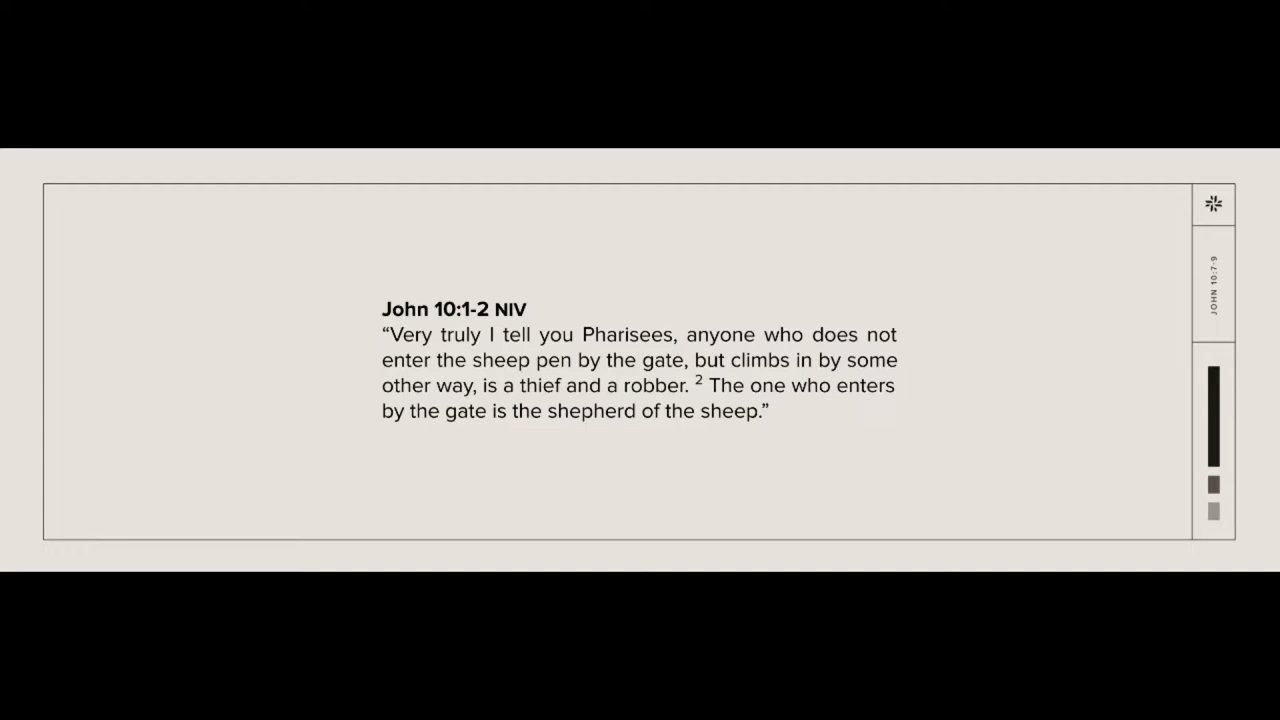 John 10:1-2 NIV
“Very truly I tell you Pharisees, anyone who does not
enter the sheep pen by the gate, but climbs in by some
other way, is a thief and a robber. ² The one who enters
by the gate is the shepherd of the sheep.”
JOHN 10:7-9